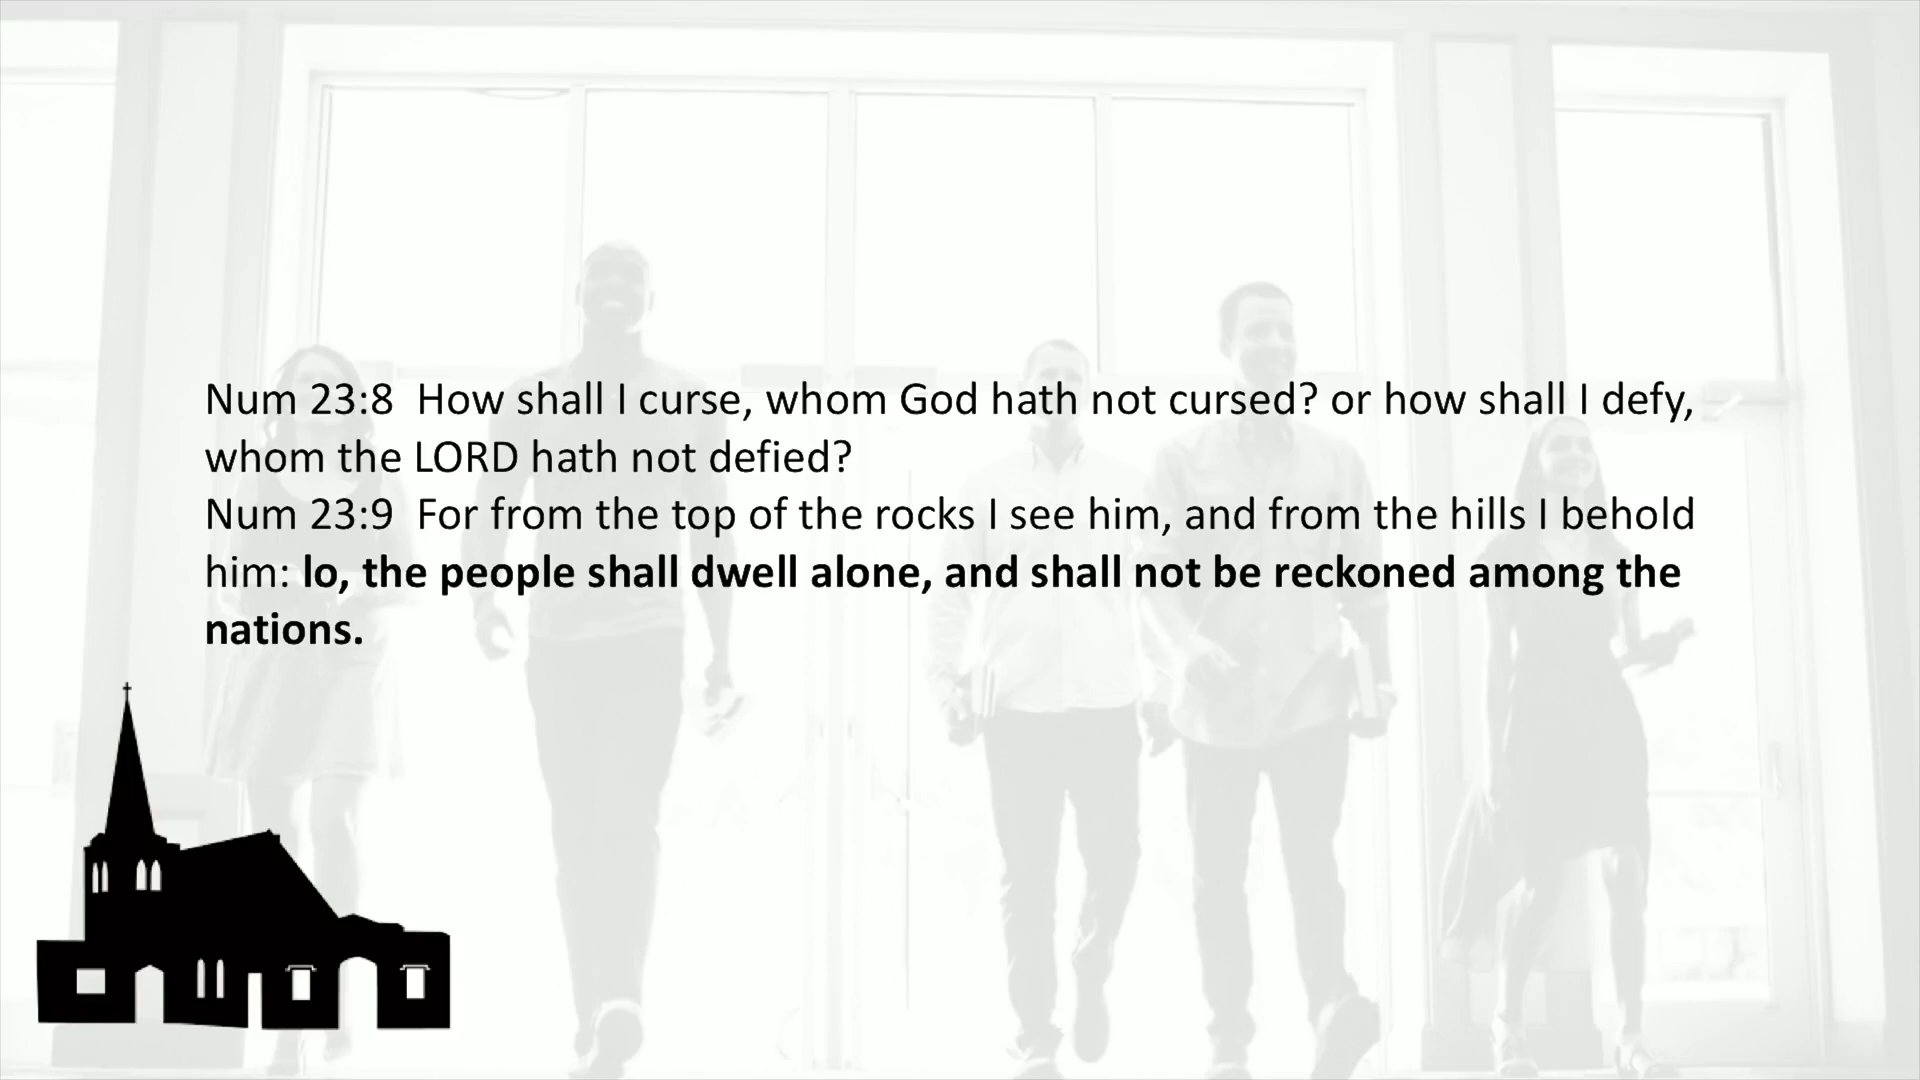 Num 23:8  How shall I curse, whom God hath not cursed? or how shall I defy,
whom the LORD hath not defied?
Num 23:9  For from the top of the rocks I see him, and from the hills I behold
him: lo, the people shall dwell alone, and shall not be reckoned among the
nations.